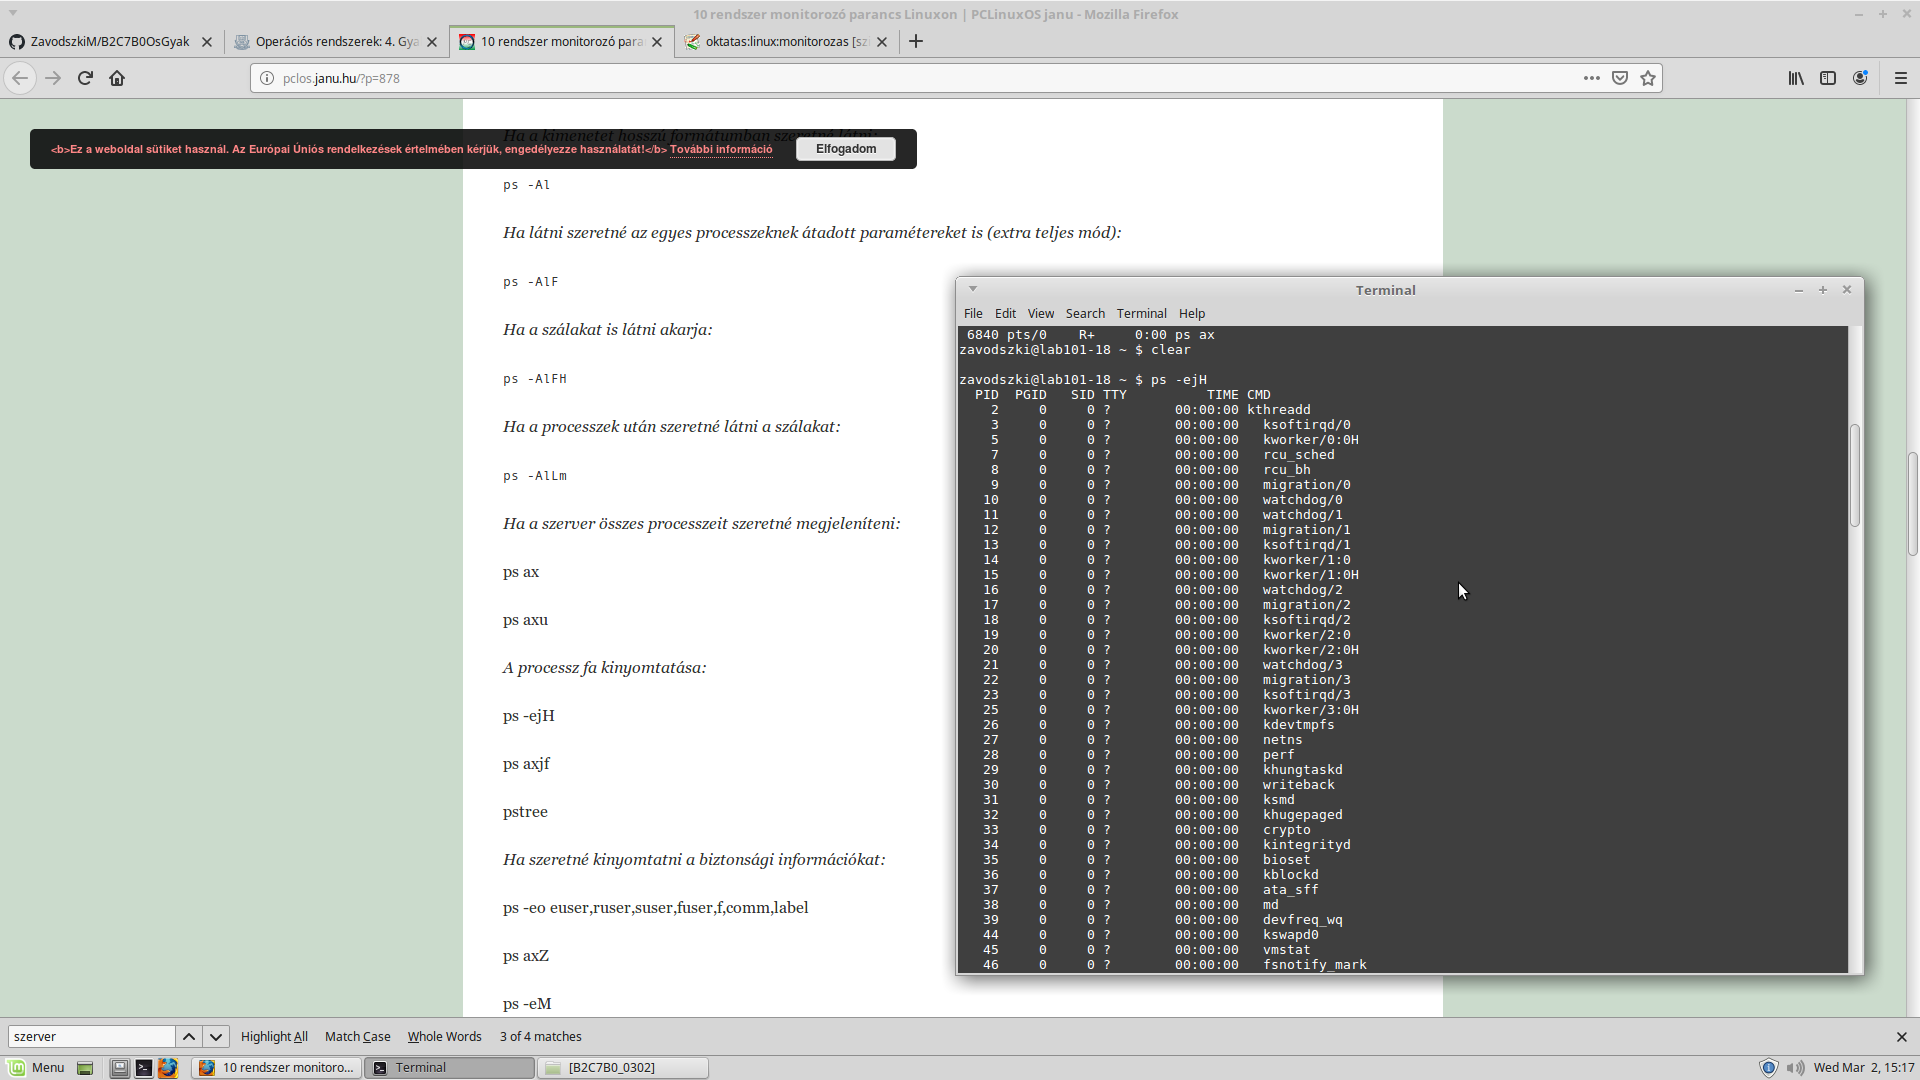 10 rendszer monitorozó parancs Linuxon | PCLinuxOS janu - Mozilla Firefox
ZavodszkiM/B2C7B0OsGyak
Operációs rendszerek: 4. Gya
10 rendszer monitorozó para
oktatas:linux:monitorozas [sz
pclos.janu.hu/?p=878
Ha a kimenetet hosszú formátumban szeretné látni:
<b>Ez a weboldal sütiket használ. Az Európai Úniós rendelkezések értelmében kérjük, engedélyezze használatát!</b> További információ
Elfogadom
ps -Al
Ha látni szeretné az egyes processzeknek átadott paramétereket is (extra teljes mód):
ps -AlF
Ha a szálakat is látni akarja:
ps -AlFH
Ha a processzek után szeretné látni a szálakat:
ps -AlLm
Ha a szerver összes processzeit szeretné megjeleníteni:
ps ax
ps axu
A processz fa kinyomtatása:
ps -ejH
ps axjf
pstree
Ha szeretné kinyomtatni a biztonsági információkat:
ps -eo euser,ruser,suser,fuser,f,comm,label
ps axZ
ps -eM
Terminal
File Edit View Search Terminal Help
6840 pts/0 R+ 0:00 ps ax
zavodszki@lab101-18 ~ $ clear
zavodszki@lab101-18 ~ $ ps -ejH
PID PGID SID TTY TIME CMD
2 0 0 ? 00:00:00 kthreadd
3 0 0 ? 00:00:00 ksoftirqd/0
5 0 0 ? 00:00:00 kworker/0:0H
7 0 0 ? 00:00:00 rcu_sched
8 0 0 ? 00:00:00 rcu_bh
9 0 0 ? 00:00:00 migration/0
10 0 0 ? 00:00:00 watchdog/0
11 0 0 ? 00:00:00 watchdog/1
12 0 0 ? 00:00:00 migration/1
13 0 0 ? 00:00:00 ksoftirqd/1
14 0 0 ? 00:00:00 kworker/1:0
15 0 0 ? 00:00:00 kworker/1:0H
16 0 0 ? 00:00:00 watchdog/2
17 0 0 ? 00:00:00 migration/2
18 0 0 ? 00:00:00 ksoftirqd/2
19 0 0 ? 00:00:00 kworker/2:0
20 0 0 ? 00:00:00 kworker/2:0H
21 0 0 ? 00:00:00 watchdog/3
22 0 0 ? 00:00:00 migration/3
23 0 0 ? 00:00:00 ksoftirqd/3
25 0 0 ? 00:00:00 kworker/3:0H
26 0 0 ? 00:00:00 kdevtmpfs
27 0 0 ? 00:00:00 netns
28 0 0 ? 00:00:00 perf
29 0 0 ? 00:00:00 khungtaskd
30 0 0 ? 00:00:00 writeback
31 0 0 ? 00:00:00 ksmd
32 0 0 ? 00:00:00 khugepaged
33 0 0 ? 00:00:00 crypto
34 0 0 ? 00:00:00 kintegrityd
35 0 0 ? 00:00:00 bioset
36 0 0 ? 00:00:00 kblockd
37 0 0 ? 00:00:00 ata_sff
38 0 0 ? 00:00:00 md
39 0 0 ? 00:00:00 devfreq_wq
44 0 0 ? 00:00:00 kswapd0
45 0 0 ? 00:00:00 vmstat
46 0 0 ? 00:00:00 fsnotify_mark
szerver
Highlight All Match Case Whole Words 3 of 4 matches
Menu
10 rendszer monitoro...
Terminal
[B2C7B0_0302]
Wed Mar 2, 15:17